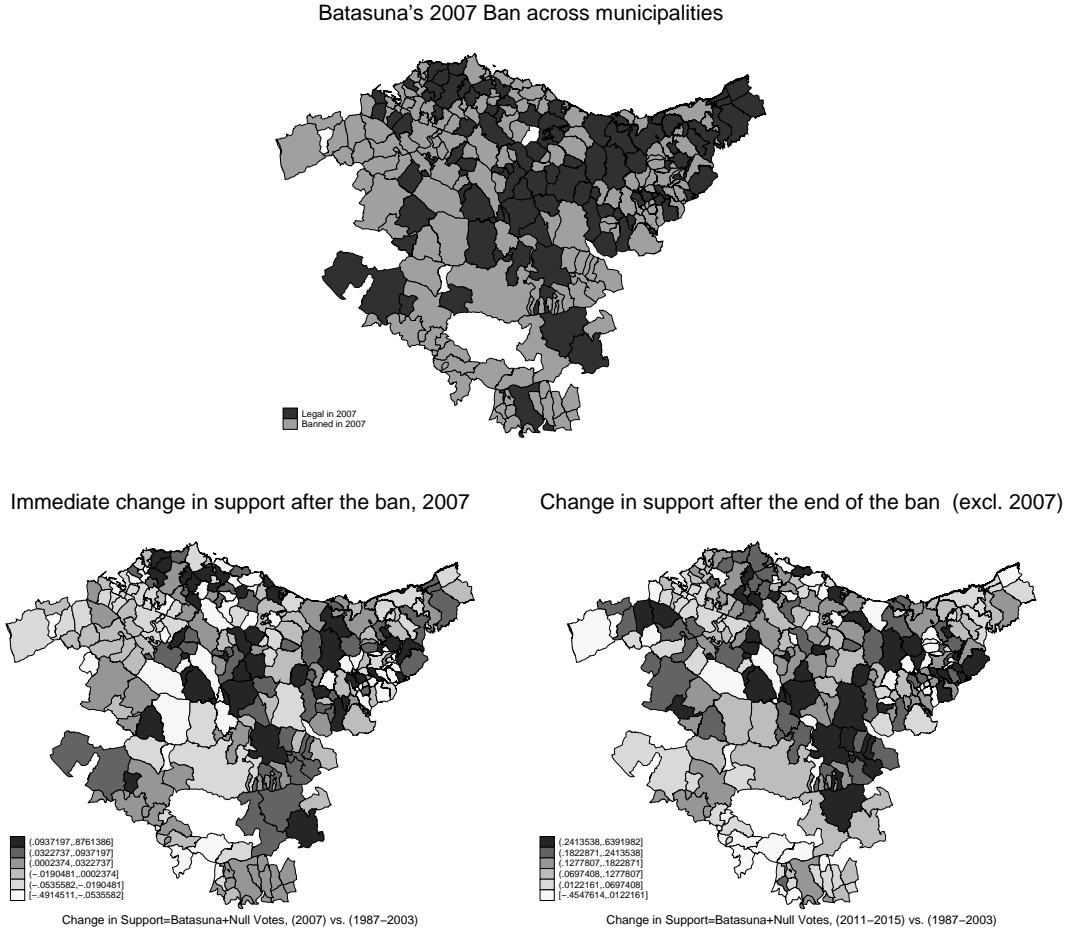 Batasuna's 2007 Ban across municipalities
Legal in 2007
Banned in 2007
Immediate change in support after the ban, 2007
(.0937197,.8761386]
(.0322737,.0937197]
(.0002374,.0322737]
(−.0190481,.0002374]
(−.0535582,−.0190481]
[−.4914511,−.0535582]
Change in Support=Batasuna+Null Votes, (2007) vs. (1987−2003)
Change in support after the end of the ban (excl. 2007)
(.2413538,.6391982]
(.1822871,.2413538]
(.1277807,.1822871]
(.0697408,.1277807]
(.0122161,.0697408]
[−.4547614,.0122161]
Change in Support=Batasuna+Null Votes, (2011−2015) vs. (1987−2003)